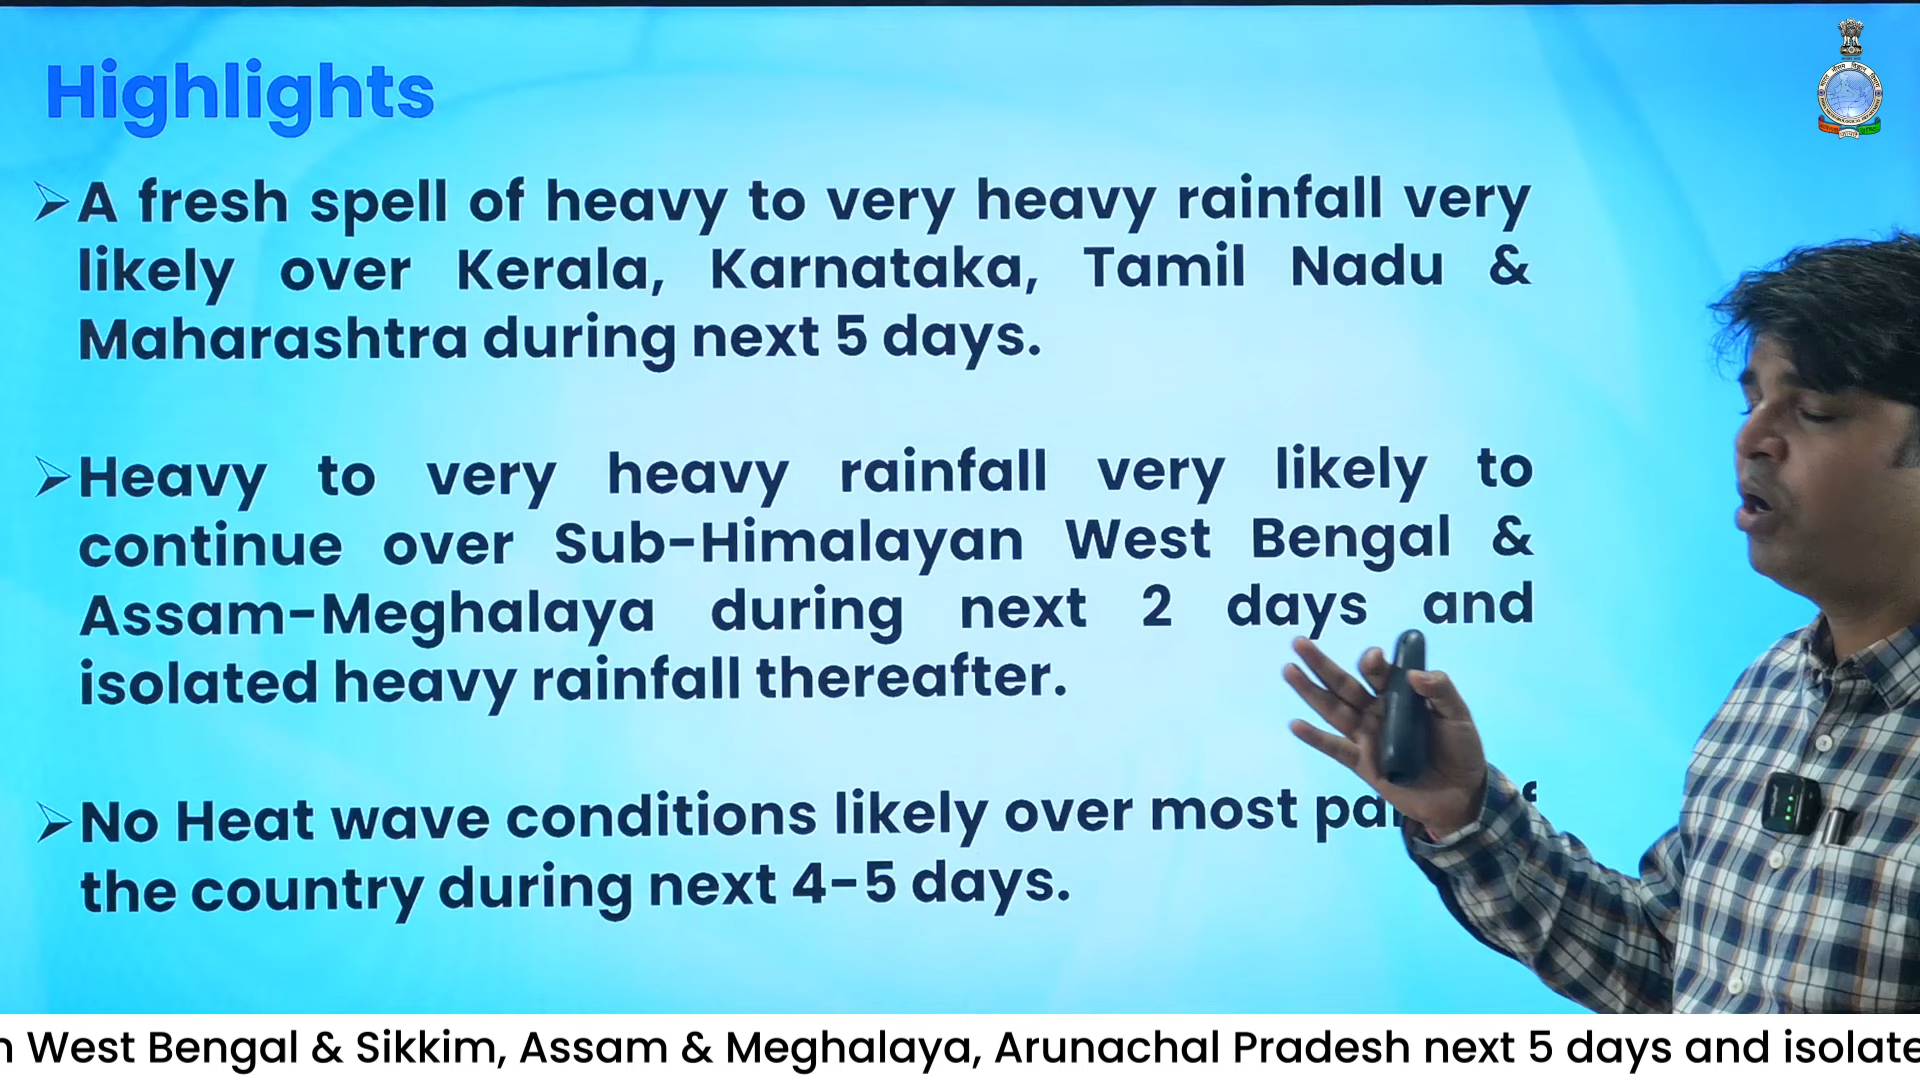 Highlights
A fresh spell of heavy to very heavy rainfall very
likely over Kerala, Karnataka, Tamil Nadu &
Maharashtra during next 5 days.
Heavy to very heavy rainfall very likely to
continue over Sub-Himalayan West Bengal &
Assam-Meghalaya during next 2 days and
isolated heavy rainfall thereafter.
No Heat wave conditions likely over most
the country during next 4-5 days.
West Bengal & Sikkim, Assam & Meghalaya, Arunachal Pradesh next 5 days and isolate